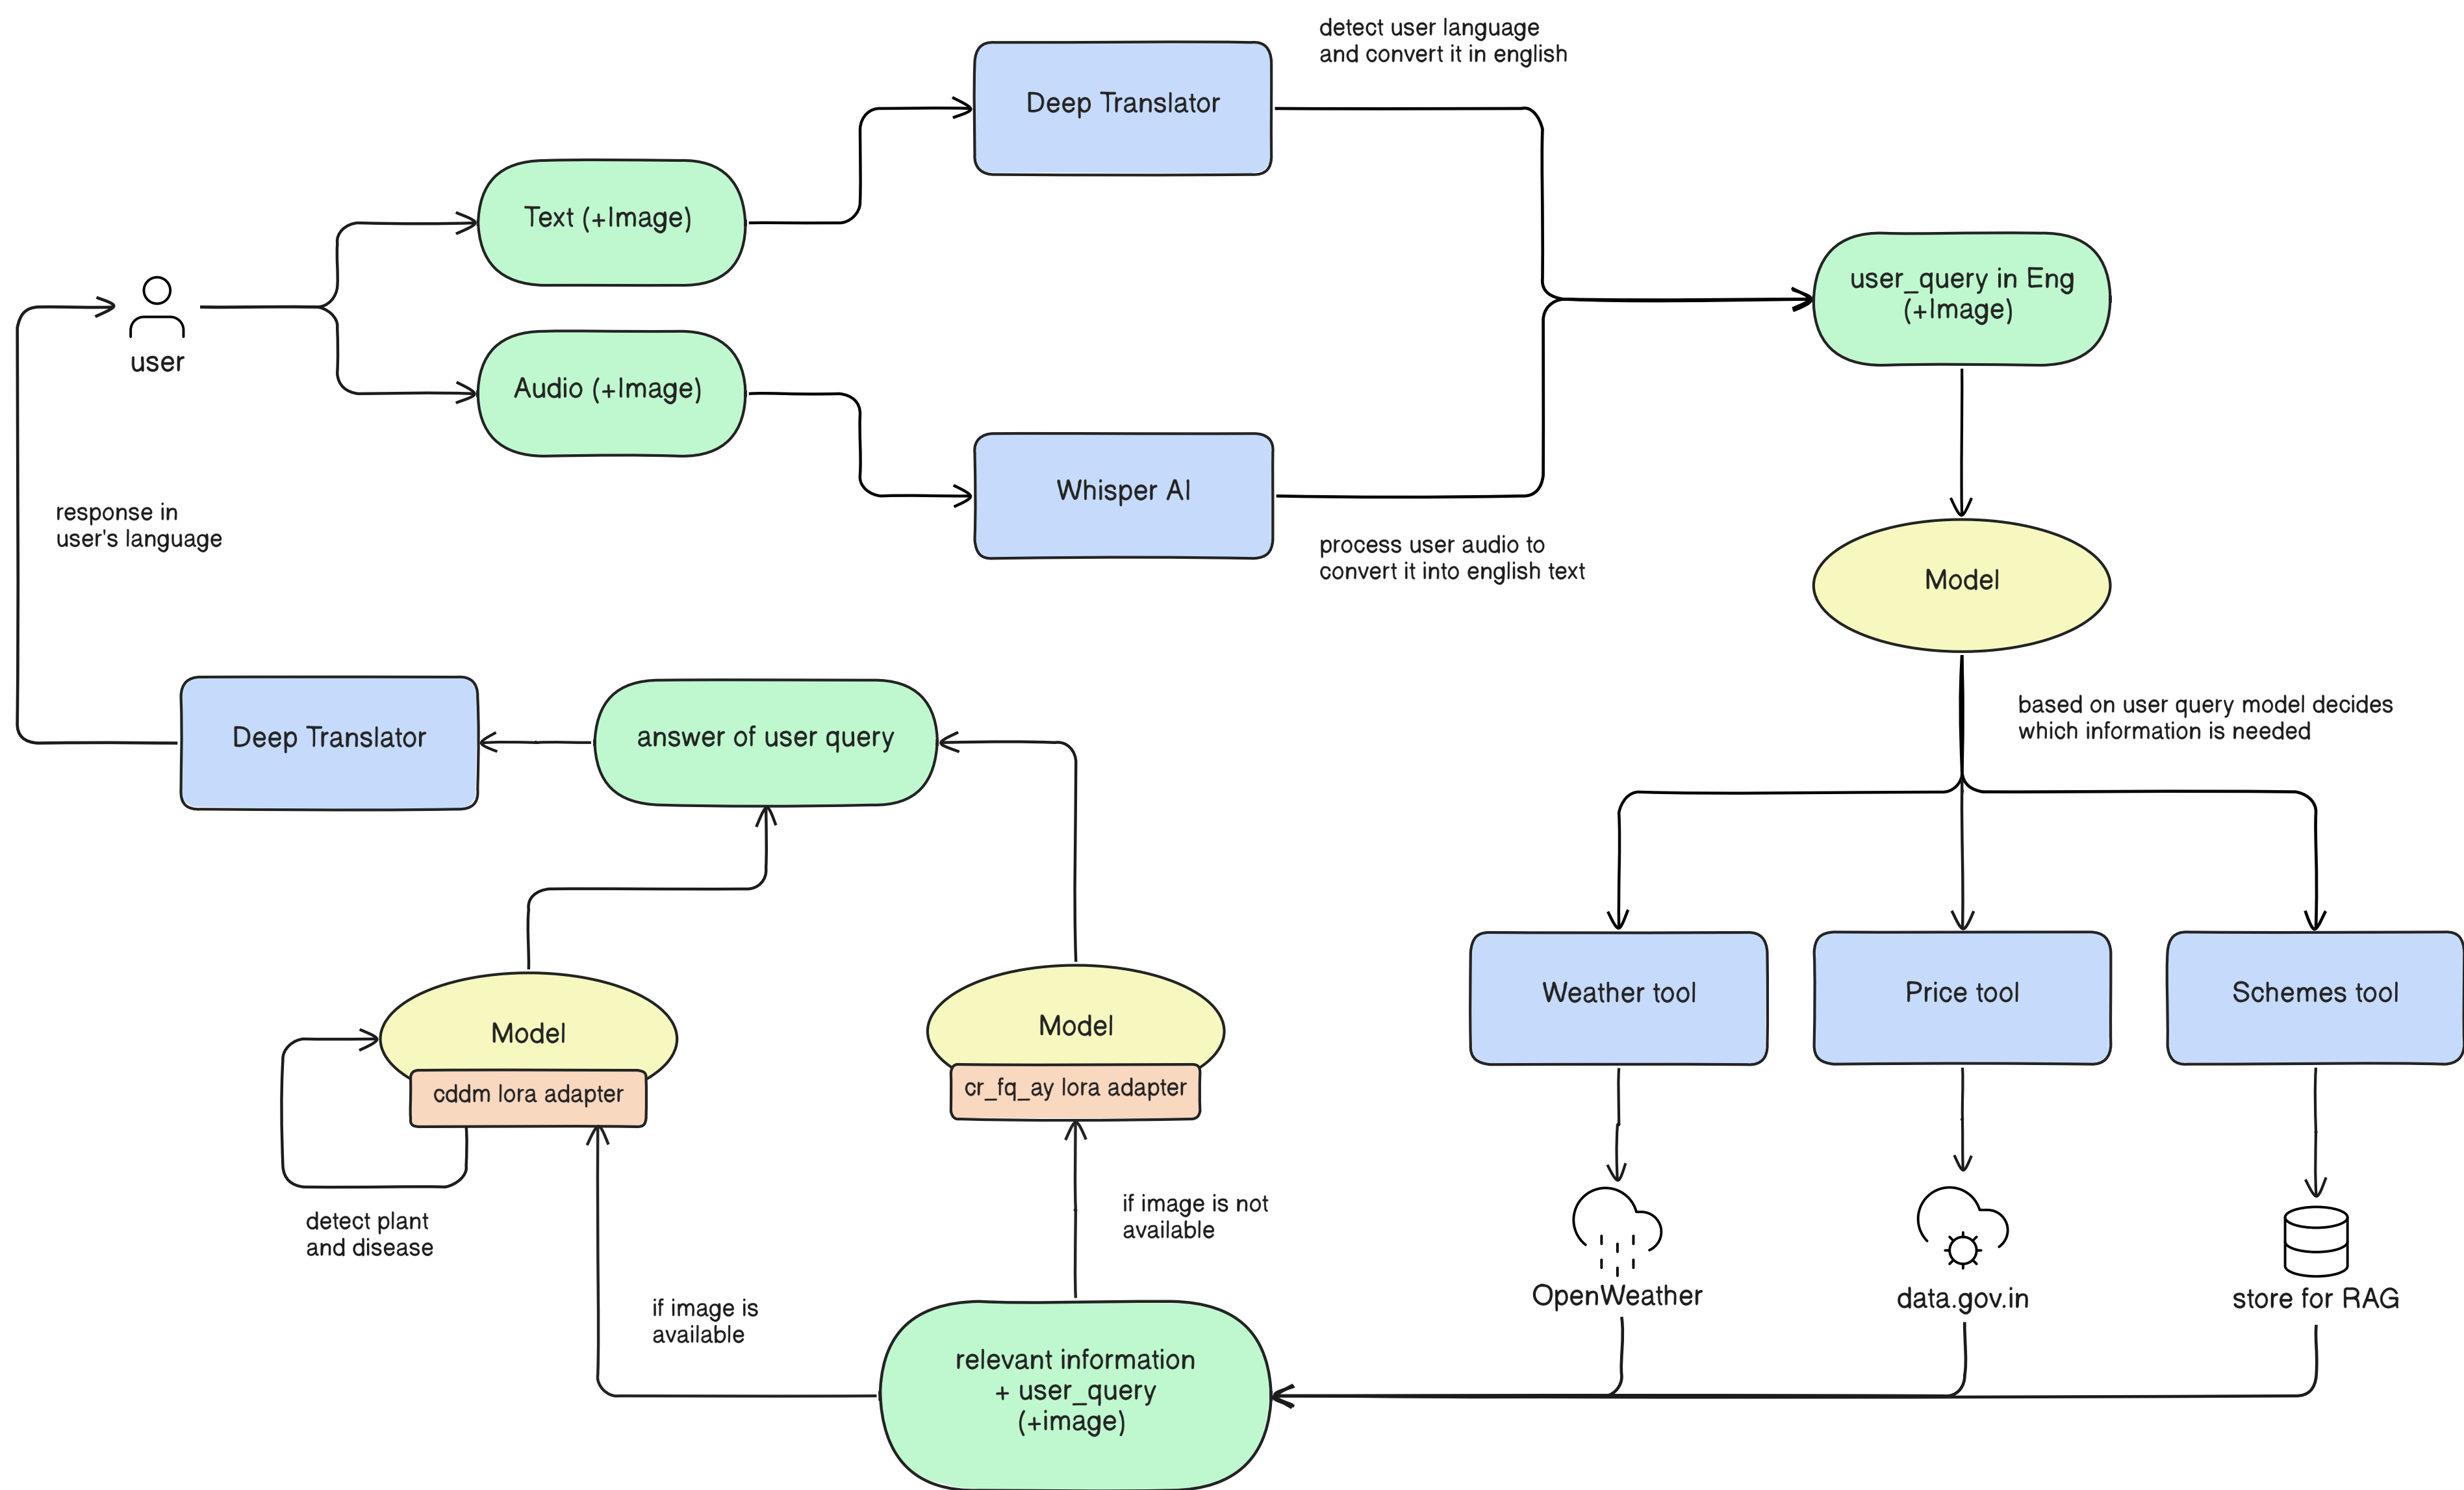 detect user language
and convert it in english
Deep Translator
Text (+Image)
user_query in Eng
(+Image)
user
Audio (+Image)
Whisper AI
response in
user's language
process user audio to
convert it into english text
Model
based on user query model decides
which information is needed
Deep Translator
answer of user query
Weather tool
Price tool
Schemes tool
Model
cddm lora adapter
Model
cr_fq_ay lora adapter
detect plant
and disease
if image is not
available
if image is
available
OpenWeather
data.gov.in
store for RAG
relevant information
+ user_query
(+image)